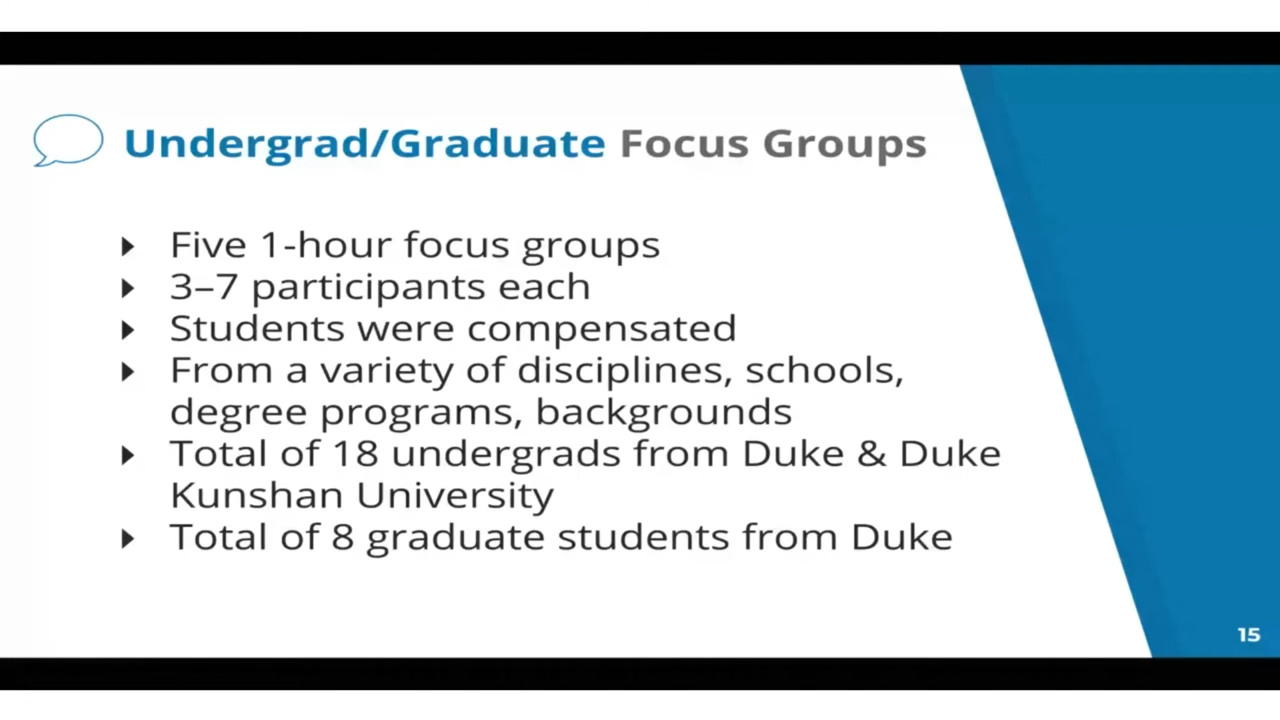 Undergrad/Graduate Focus Groups
Five 1-hour focus groups
3–7 participants each
Students were compensated
From a variety of disciplines, schools,
degree programs, backgrounds
Total of 18 undergrads from Duke & Duke
Kunshan University
Total of 8 graduate students from Duke
15